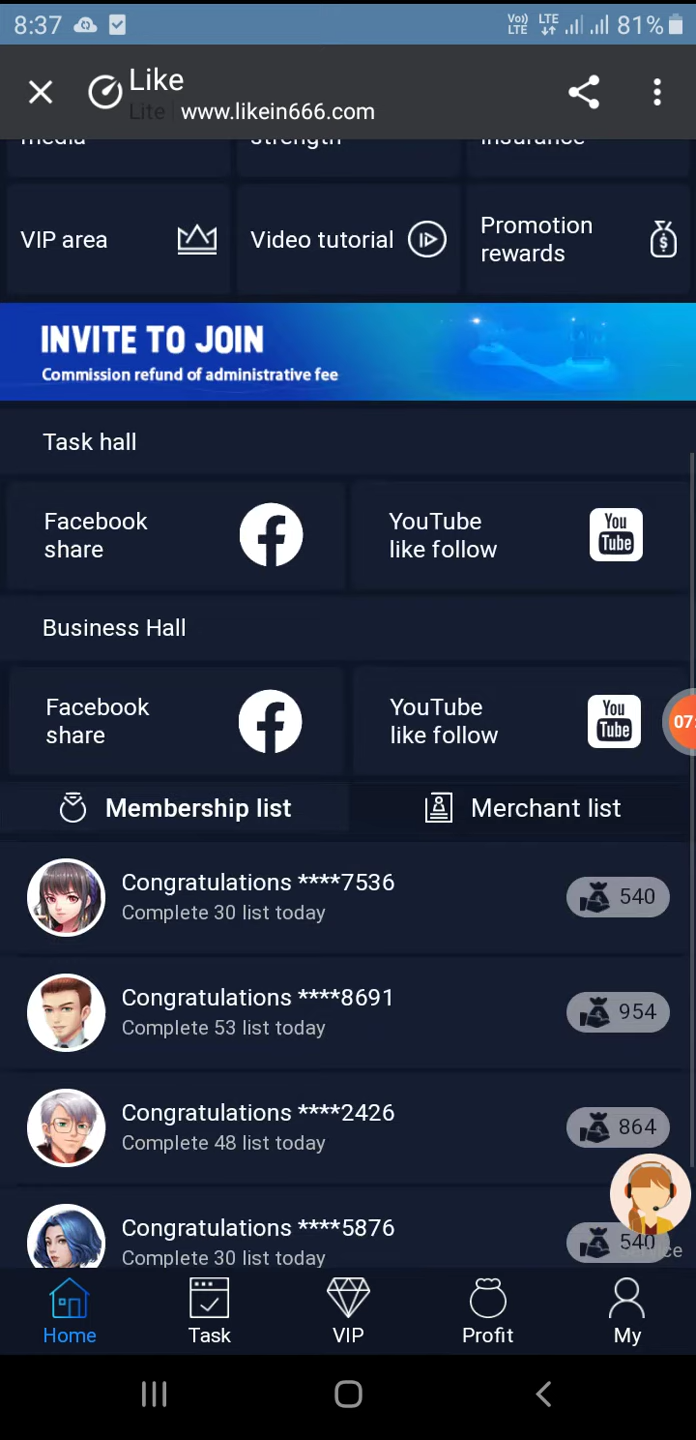 8:37
Vo)) LTE LTE 81%
Like
Lite www.likein666.com
media strength insurance
VIP area
Video tutorial
Promotion
rewards
INVITE TO JOIN
Commission refund of administrative fee
Task hall
Facebook
share
YouTube
like follow
You
Tube
Business Hall
Facebook
share
YouTube
like follow
You
Tube
07:
Membership list
Merchant list
Congratulations ****7536
Complete 30 list today
540
Congratulations ****8691
Complete 53 list today
954
Congratulations ****2426
Complete 48 list today
864
Congratulations ****5876
Complete 30 list today
540
Home Task VIP Profit My